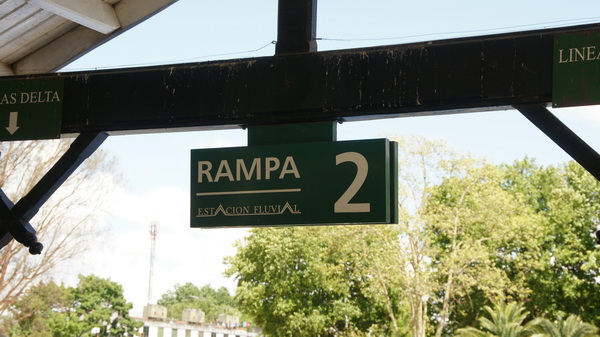 AS DELTA
RAMPA
ESTACION FLUVIAL
2
LINEA